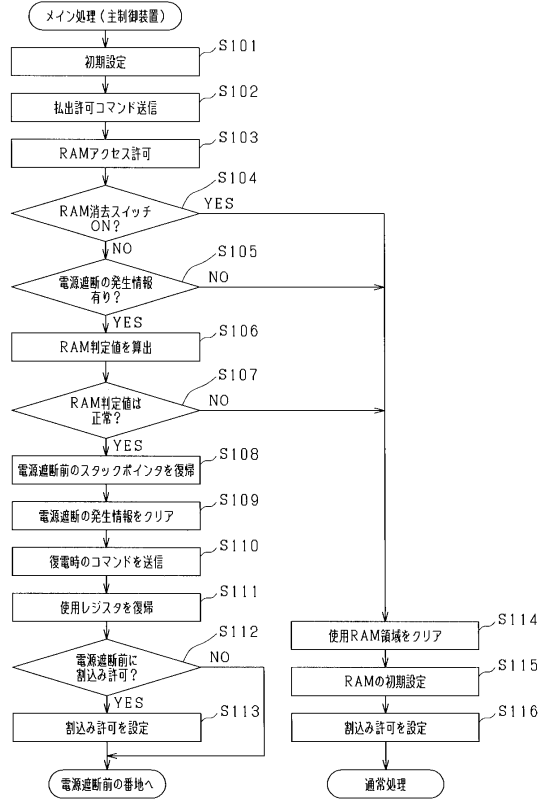 メイン処理(主制御装置)
S101
初期設定
S102
払出許可コマンド送信
S103
RAMアクセス許可
S104
RAM消去スイッチ
ON?
YES
NO
S105
電源遮断の発生情報
有り?
NO
YES
S106
RAM判定値を算出
S107
RAM判定値は
正常?
NO
YES
S108
電源遮断前のスタックポインタを復帰
S109
電源遮断の発生情報をクリア
S110
復電時のコマンドを送信
S111
使用レジスタを復帰
S112
電源遮断前に
割込み許可?
NO
YES
S113
割込み許可を設定
電源遮断前の番地へ
S114
使用RAM領域をクリア
S115
RAMの初期設定
S116
割込み許可を設定
通常処理